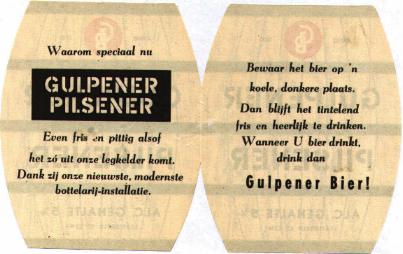 Waarom speciaal nu
GULPENER
PILSENER
Even fris en pittig alsof
het zó uit onze legkelder komt.
Dank zij onze nieuwste, modernste
bottelarij-installatie.
Bewaar het bier op 'n
koele, donkere plaats.
Dan blijft het tintelend
fris en heerlijk te drinken.
Wanneer U bier drinkt,
drink dan
Gulpener Bier!